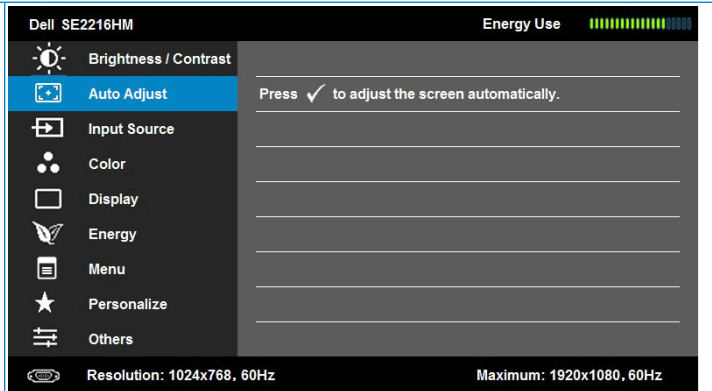 Dell SE2216HM Energy Use
Brightness / Contrast
Auto Adjust Press ✓ to adjust the screen automatically.
Input Source
Color
Display
Energy
Menu
Personalize
Others
Resolution: 1024x768, 60Hz Maximum: 1920x1080, 60Hz